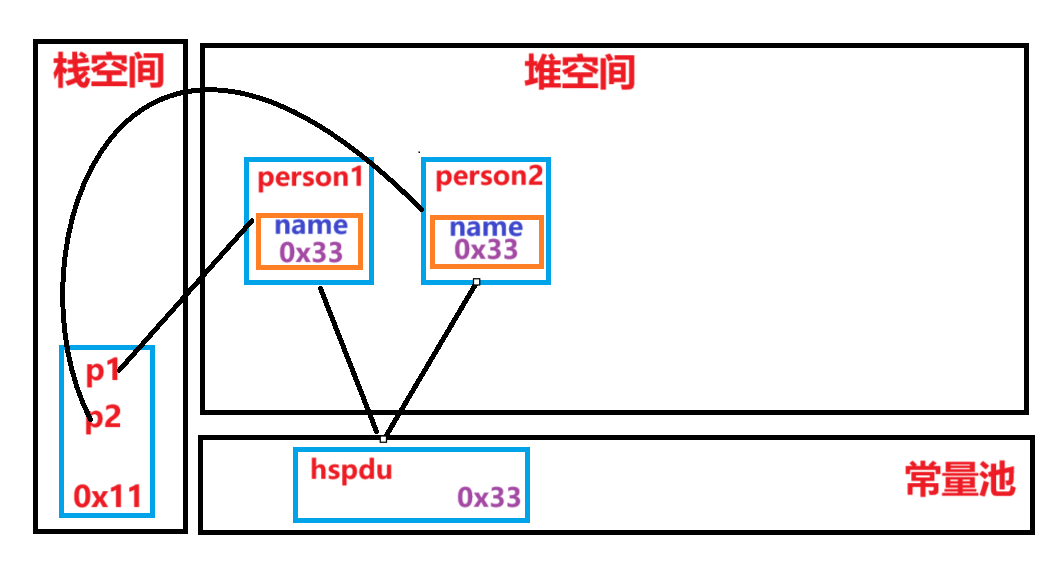 栈空间
堆空间
person1
name
0x33
person2
name
0x33
p1
p2
0x11
hspdu
0x33
常量池